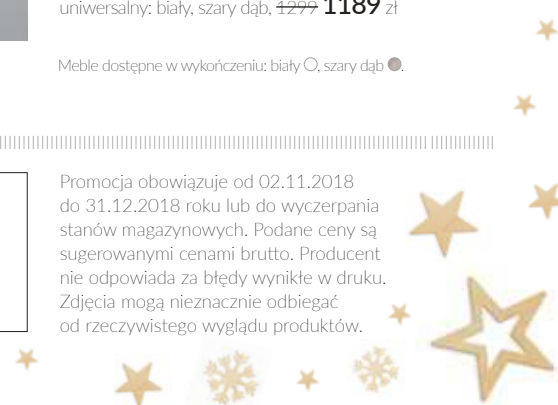 uniwersalny: biały, szary dąb, 1299 1189 zł
Meble dostępne w wykończeniu: biały , szary dąb .
Promocja obowiązuje od 02.11.2018
do 31.12.2018 roku lub do wyczerpania
stanów magazynowych. Podane ceny są
sugerowanymi cenami brutto. Producent
nie odpowiada za błędy wynikłe w druku.
Zdjęcia mogą nieznacznie odbiegać
od rzeczywistego wyglądu produktów.